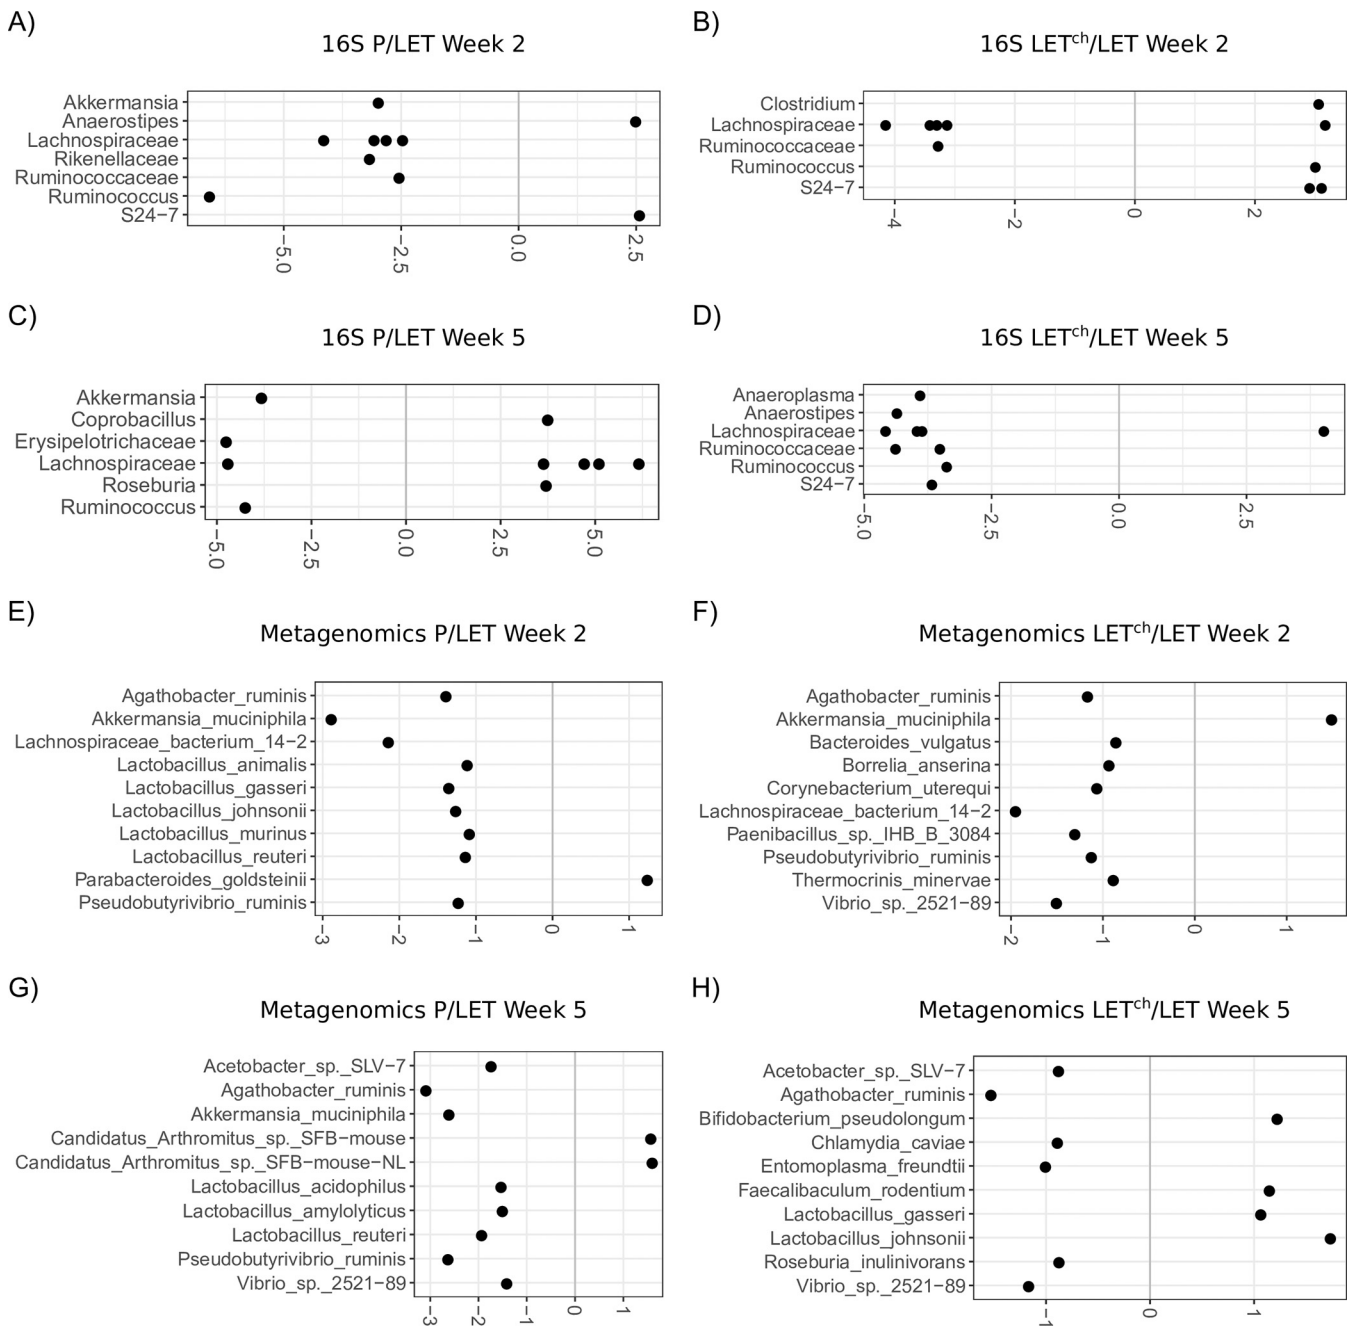 A)
16S P/LET Week 2
Akkermansia
Anaerostipes
Lachnospiraceae
Rikenellaceae
Ruminococcaceae
Ruminococcus
S24−7
−5.0
−2.5
0.0
2.5
B)
16S LETch/LET Week 2
Clostridium
Lachnospiraceae
Ruminococcaceae
Ruminococcus
S24−7
−4
−2
0
2
C)
16S P/LET Week 5
Akkermansia
Coprobacillus
Erysipelotrichaceae
Lachnospiraceae
Roseburia
Ruminococcus
−5.0
−2.5
0.0
2.5
5.0
D)
16S LETch/LET Week 5
Anaeroplasma
Anaerostipes
Lachnospiraceae
Ruminococcaceae
Ruminococcus
S24−7
−5.0
−2.5
0.0
2.5
E)
Metagenomics P/LET Week 2
Agathobacter_ruminis
Akkermansia_muciniphila
Lachnospiraceae_bacterium_14−2
Lactobacillus_animalis
Lactobacillus_gasseri
Lactobacillus_johnsonii
Lactobacillus_murinus
Lactobacillus_reuteri
Parabacteroides_goldsteinii
Pseudobutyrivibrio_ruminis
−3
−2
−1
0
1
F)
Metagenomics LETch/LET Week 2
Agathobacter_ruminis
Akkermansia_muciniphila
Bacteroides_vulgatus
Borrelia_anserina
Corynebacterium_uterequi
Lachnospiraceae_bacterium_14−2
Paenibacillus_sp._IHB_B_3084
Pseudobutyrivibrio_ruminis
Thermocrinis_minervae
Vibrio_sp._2521−89
−2
−1
0
1
G)
Metagenomics P/LET Week 5
Acetobacter_sp._SLV−7
Agathobacter_ruminis
Akkermansia_muciniphila
Candidatus_Arthromitus_sp._SFB−mouse
Candidatus_Arthromitus_sp._SFB−mouse−NL
Lactobacillus_acidophilus
Lactobacillus_amylolyticus
Lactobacillus_reuteri
Pseudobutyrivibrio_ruminis
Vibrio_sp._2521−89
−3
−2
−1
0
1
H)
Metagenomics LETch/LET Week 5
Acetobacter_sp._SLV−7
Agathobacter_ruminis
Bifidobacterium_pseudolongum
Chlamydia_caviae
Entomoplasma_freundtii
Faecalibaculum_rodentium
Lactobacillus_gasseri
Lactobacillus_johnsonii
Roseburia_inulinivorans
Vibrio_sp._2521−89
−1
0
1